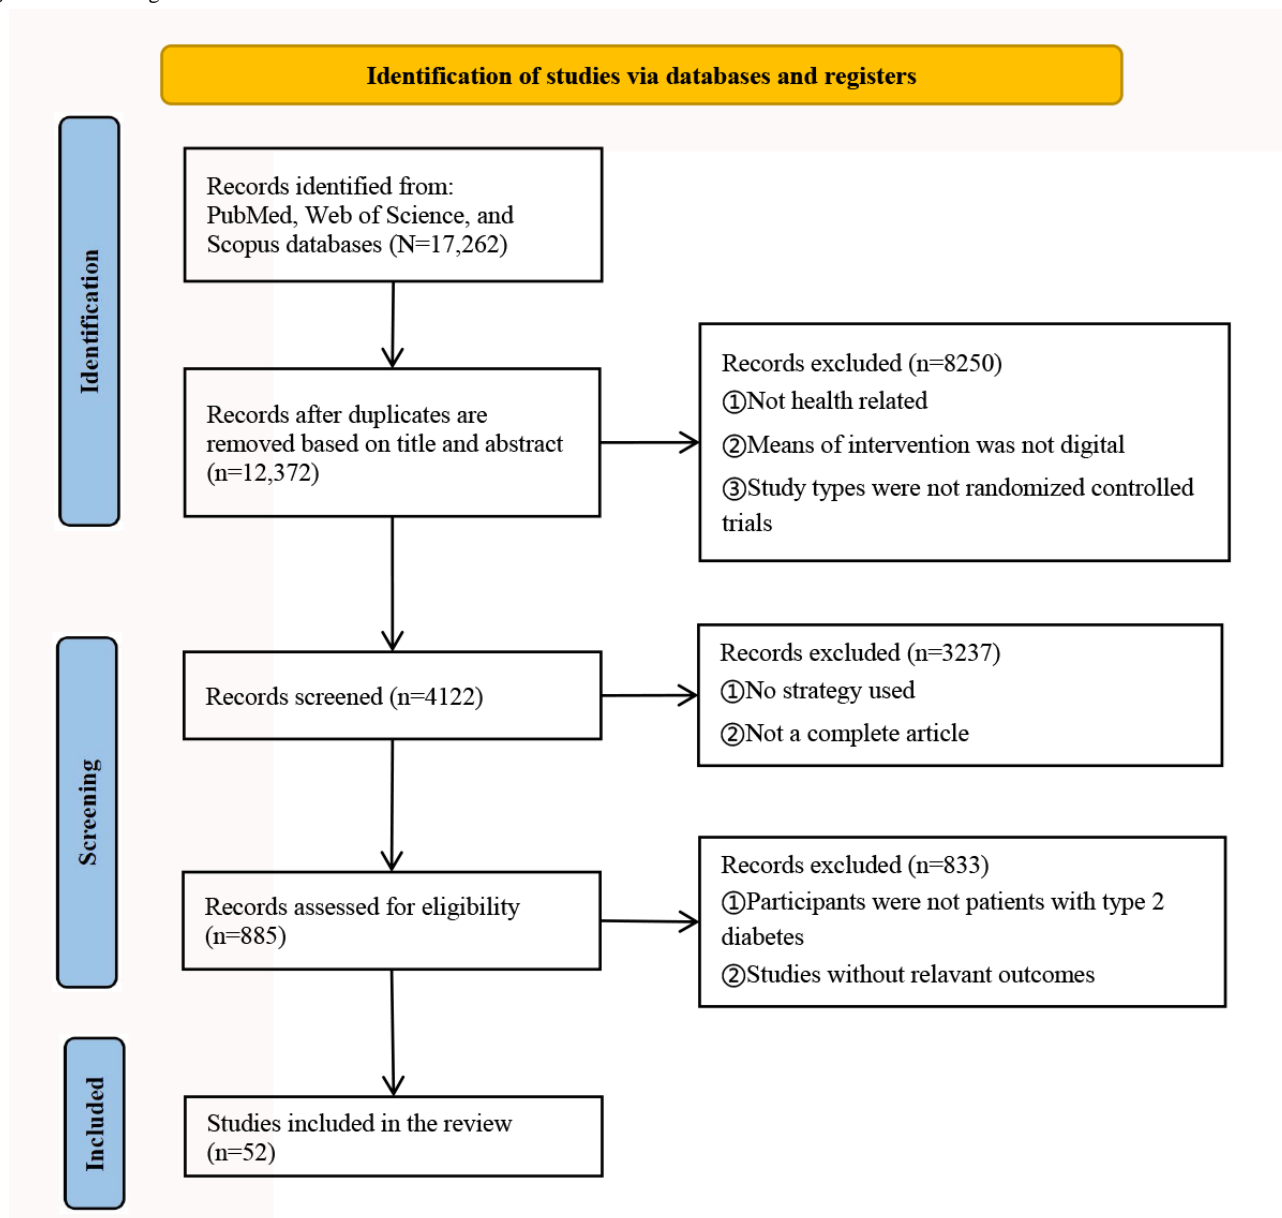 Identification of studies via databases and registers
Identification
Records identified from:
PubMed, Web of Science, and
Scopus databases (N=17,262)
Records after duplicates are
removed based on title and abstract
(n=12,372)
Records excluded (n=8250)
①Not health related
②Means of intervention was not digital
③Study types were not randomized controlled
trials
Screening
Records screened (n=4122)
Records excluded (n=3237)
①No strategy used
②Not a complete article
Records assessed for eligibility
(n=885)
Records excluded (n=833)
①Participants were not patients with type 2
diabetes
②Studies without relavant outcomes
Included
Studies included in the review
(n=52)